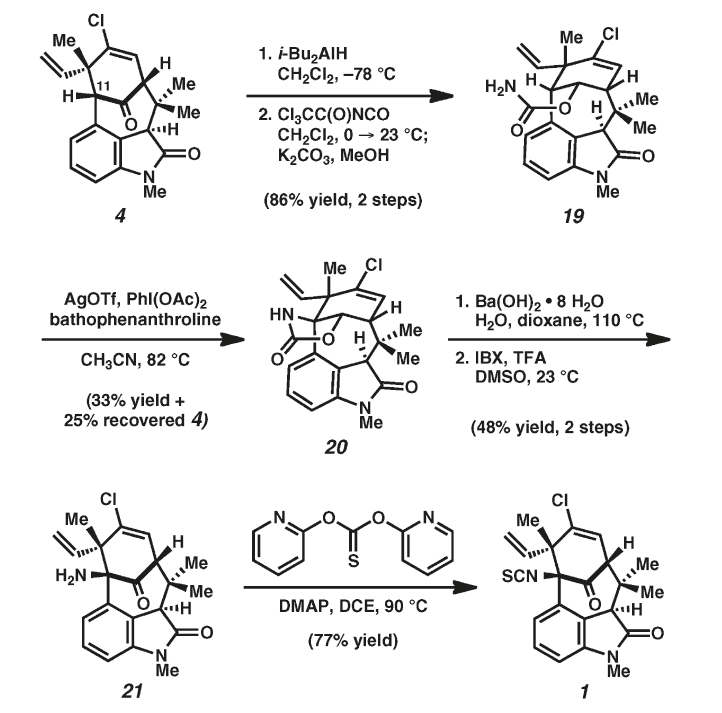 Cl
Me
11
H
H
Me
Me
O
H
O
N
Me
4
1. i-Bu₂AlH
CH₂Cl₂, –78 °C
2. Cl₃CC(O)NCO
CH₂Cl₂, 0 → 23 °C;
K₂CO₃, MeOH
(86% yield, 2 steps)
Me
Cl
H
H
H₂N
O
O
H
Me
Me
O
N
Me
19
AgOTf, PhI(OAc)₂
bathophenanthroline
CH₃CN, 82 °C
(33% yield +
25% recovered 4)
Me
Cl
HN
H
O
O
H
Me
Me
O
N
Me
20
1. Ba(OH)₂ • 8 H₂O
H₂O, dioxane, 110 °C
2. IBX, TFA
DMSO, 23 °C
(48% yield, 2 steps)
Cl
Me
H
H₂N
Me
Me
O
H
O
N
Me
21
N
O
O
N
S
DMAP, DCE, 90 °C
(77% yield)
Cl
Me
H
SCN
Me
Me
O
H
O
N
Me
1